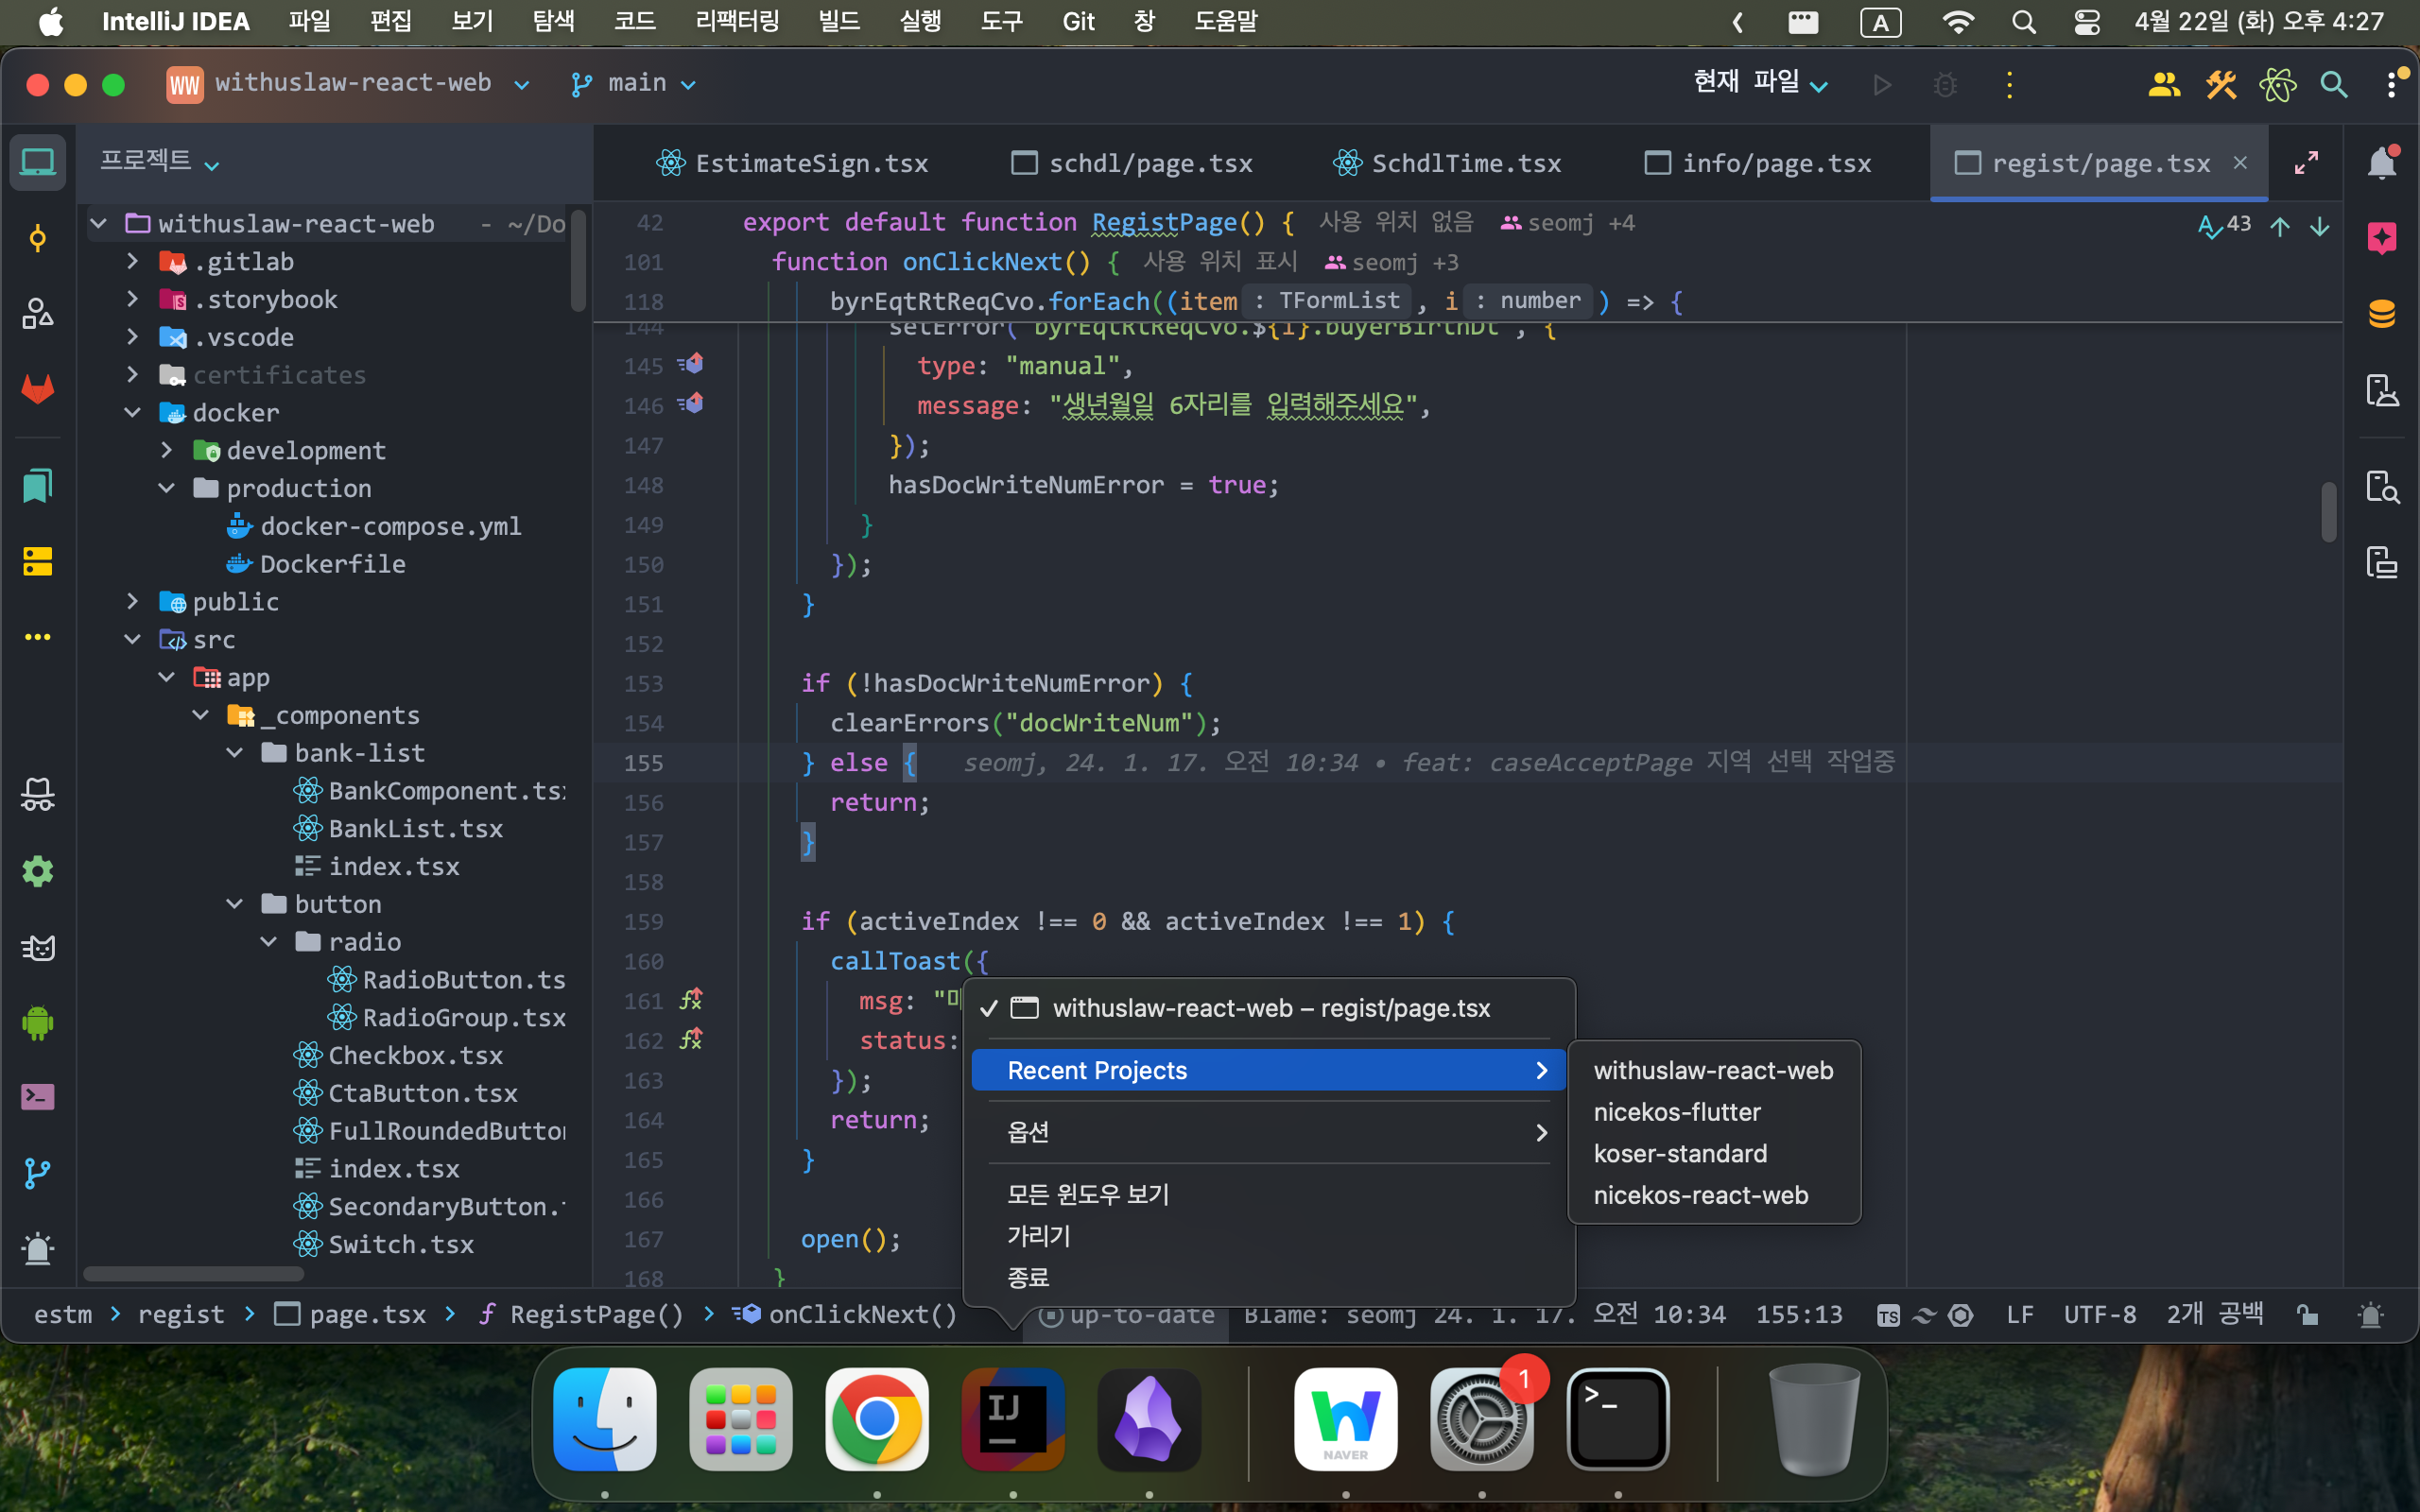 IntelliJ IDEA 파일 편집 보기 탐색 코드 리팩터링 빌드 실행 도구 Git 창 도움말 A 4월 22일 (화) 오후 4:27
WW withuslaw-react-web main 현재 파일
프로젝트
EstimateSign.tsx schdl/page.tsx SchdlTime.tsx info/page.tsx regist/page.tsx
withuslaw-react-web - ~/Do
.gitlab
.storybook
.vscode
certificates
docker
development
production
docker-compose.yml
Dockerfile
public
src
app
_components
bank-list
BankComponent.ts
BankList.tsx
index.tsx
button
radio
RadioButton.ts
RadioGroup.tsx
Checkbox.tsx
CtaButton.tsx
FullRoundedButto
index.tsx
SecondaryButton.
Switch.tsx
42 export default function RegistPage() { 사용 위치 없음 seomj +4
43
101 function onClickNext() { 사용 위치 표시 seomj +3
118 byrEqtRtReqCvo.forEach((item : TFormList , i : number ) => {
144 setError(`byrEqtRtReqCvo.${i}.buyerBirthDt`, {
145 type: "manual",
146 message: "생년월일 6자리를 입력해주세요",
147 });
148 hasDocWriteNumError = true;
149 }
150 });
151 }
152
153 if (!hasDocWriteNumError) {
154 clearErrors("docWriteNum");
155 } else { seomj, 24. 1. 17. 오전 10:34 • feat: caseAcceptPage 지역 선택 작업중
156 return;
157 }
158
159 if (activeIndex !== 0 && activeIndex !== 1) {
160 callToast({
161 msg: "
162 status:
163 });
164 return;
165 }
166
167 open();
168 }
✓ withuslaw-react-web – regist/page.tsx
Recent Projects
옵션
모든 윈도우 보기
가리기
종료
withuslaw-react-web
nicekos-flutter
koser-standard
nicekos-react-web
estm > regist > page.tsx > f RegistPage() > onClickNext() up-to-date Blame: seomj 24. 1. 17. 오전 10:34 155:13 TS LF UTF-8 2개 공백
IJ
NAVER
1
>_